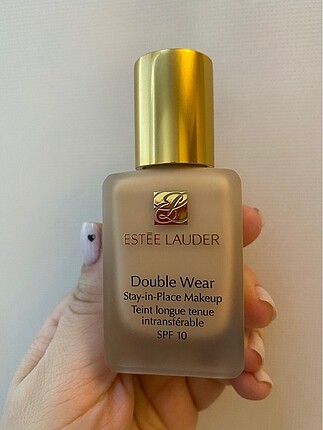 ESTĒE LAUDER
Double Wear
Stay-in-Place Makeup
Teint longue tenue
intransférable
SPF 10